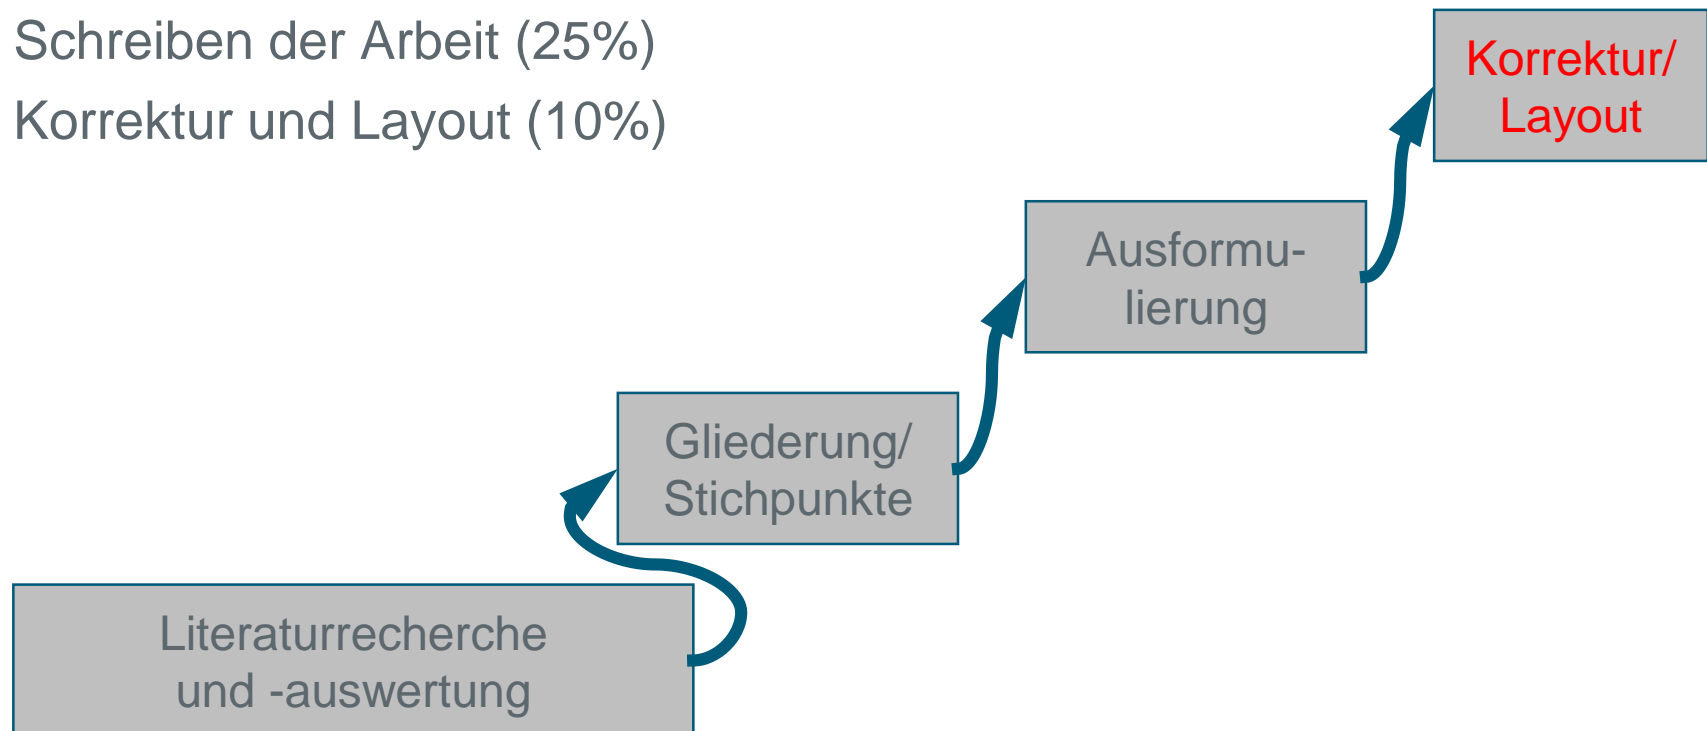 Schreiben der Arbeit (25%)
Korrektur und Layout (10%)
Korrektur/
Layout
Ausformu-
lierung
Gliederung/
Stichpunkte
Literaturrecherche
und -auswertung